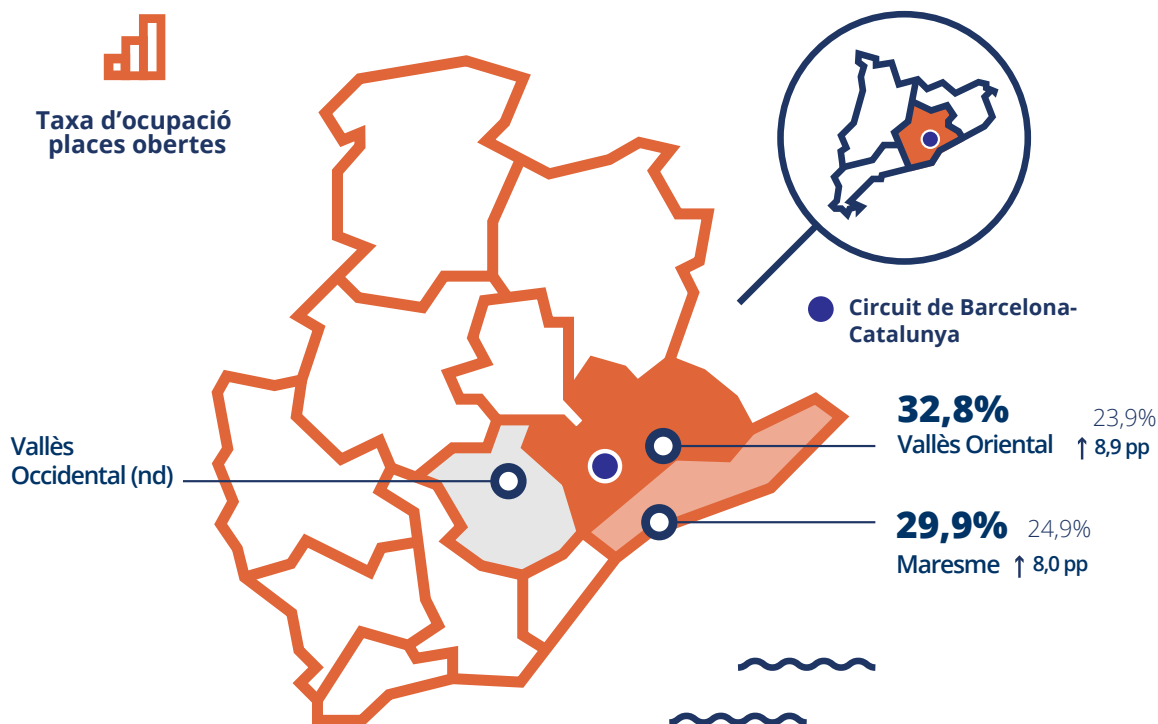 Taxa d’ocupació
places obertes
Circuit de Barcelona-
Catalunya
32,8% 23,9%
Vallès Oriental ↑ 8,9 pp
Vallès
Occidental (nd)
29,9% 24,9%
Maresme ↑ 8,0 pp